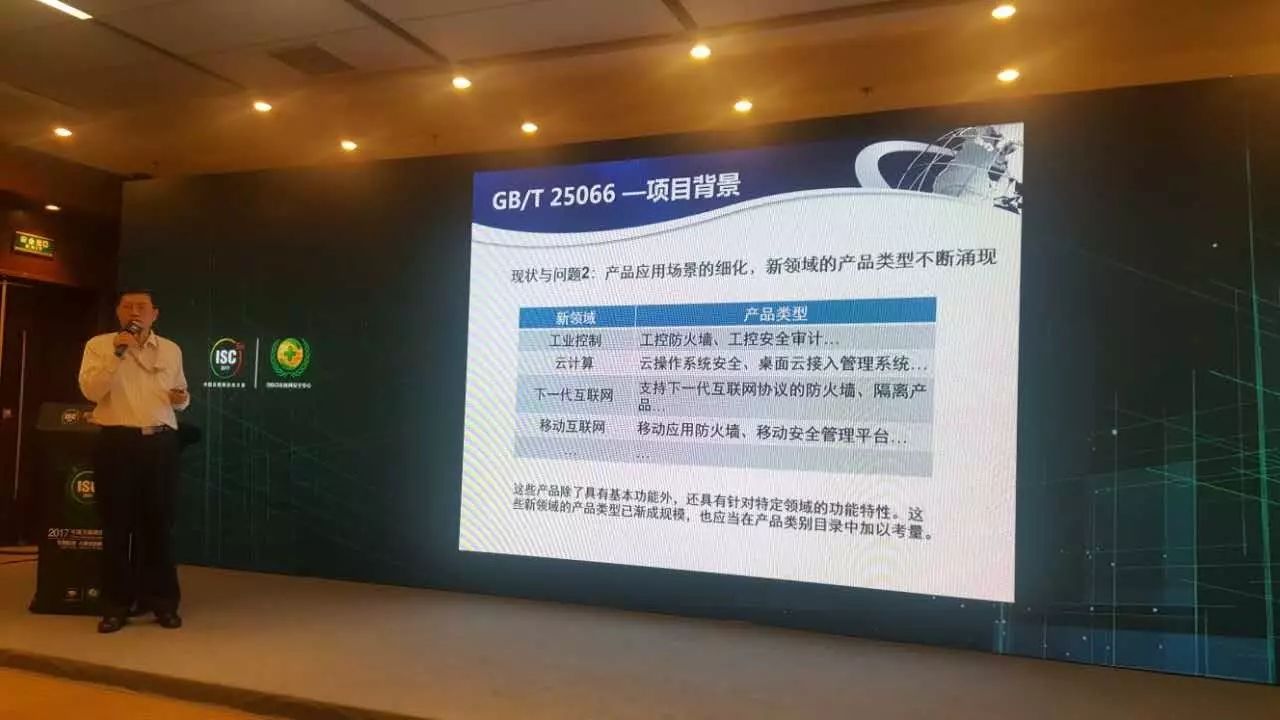 GB/T 25066 —项目背景
现状与问题2：产品应用场景的细化，新领域的产品类型不断涌现
新领域 产品类型
工业控制 工控防火墙、工控安全审计…
云计算 云操作系统安全、桌面云接入管理系统…
下一代互联网 支持下一代互联网协议的防火墙、隔离产
品…
移动互联网 移动应用防火墙、移动安全管理平台…
… …
这些产品除了具有基本功能外，还具有针对特定领域的功能特性。这
些新领域的产品类型已渐成规模，也应当在产品类别目录中加以考量。
安全出口
ISC
ISC
2017